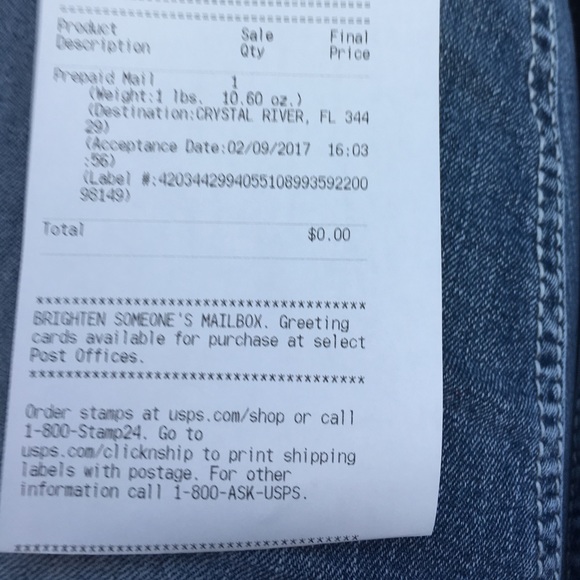 Product Sale Final
Description Qty Price
Prepaid Mail 1
(Weight:1 lbs. 10.60 oz.)
(Destination:CRYSTAL RIVER, FL 344
29)
(Acceptance Date:02/09/2017 16:03
:56)
(Label #:42034429940551089935922​00
98149)
Total $0.00
**************************************
BRIGHTEN SOMEONE'S MAILBOX. Greeting
cards available for purchase at select
Post Offices.
**************************************
Order stamps at usps.com/shop or call
1-800-Stamp24. Go to
usps.com/clicknship to print shipping
labels with postage. For other
information call 1-800-ASK-USPS.
**************************************